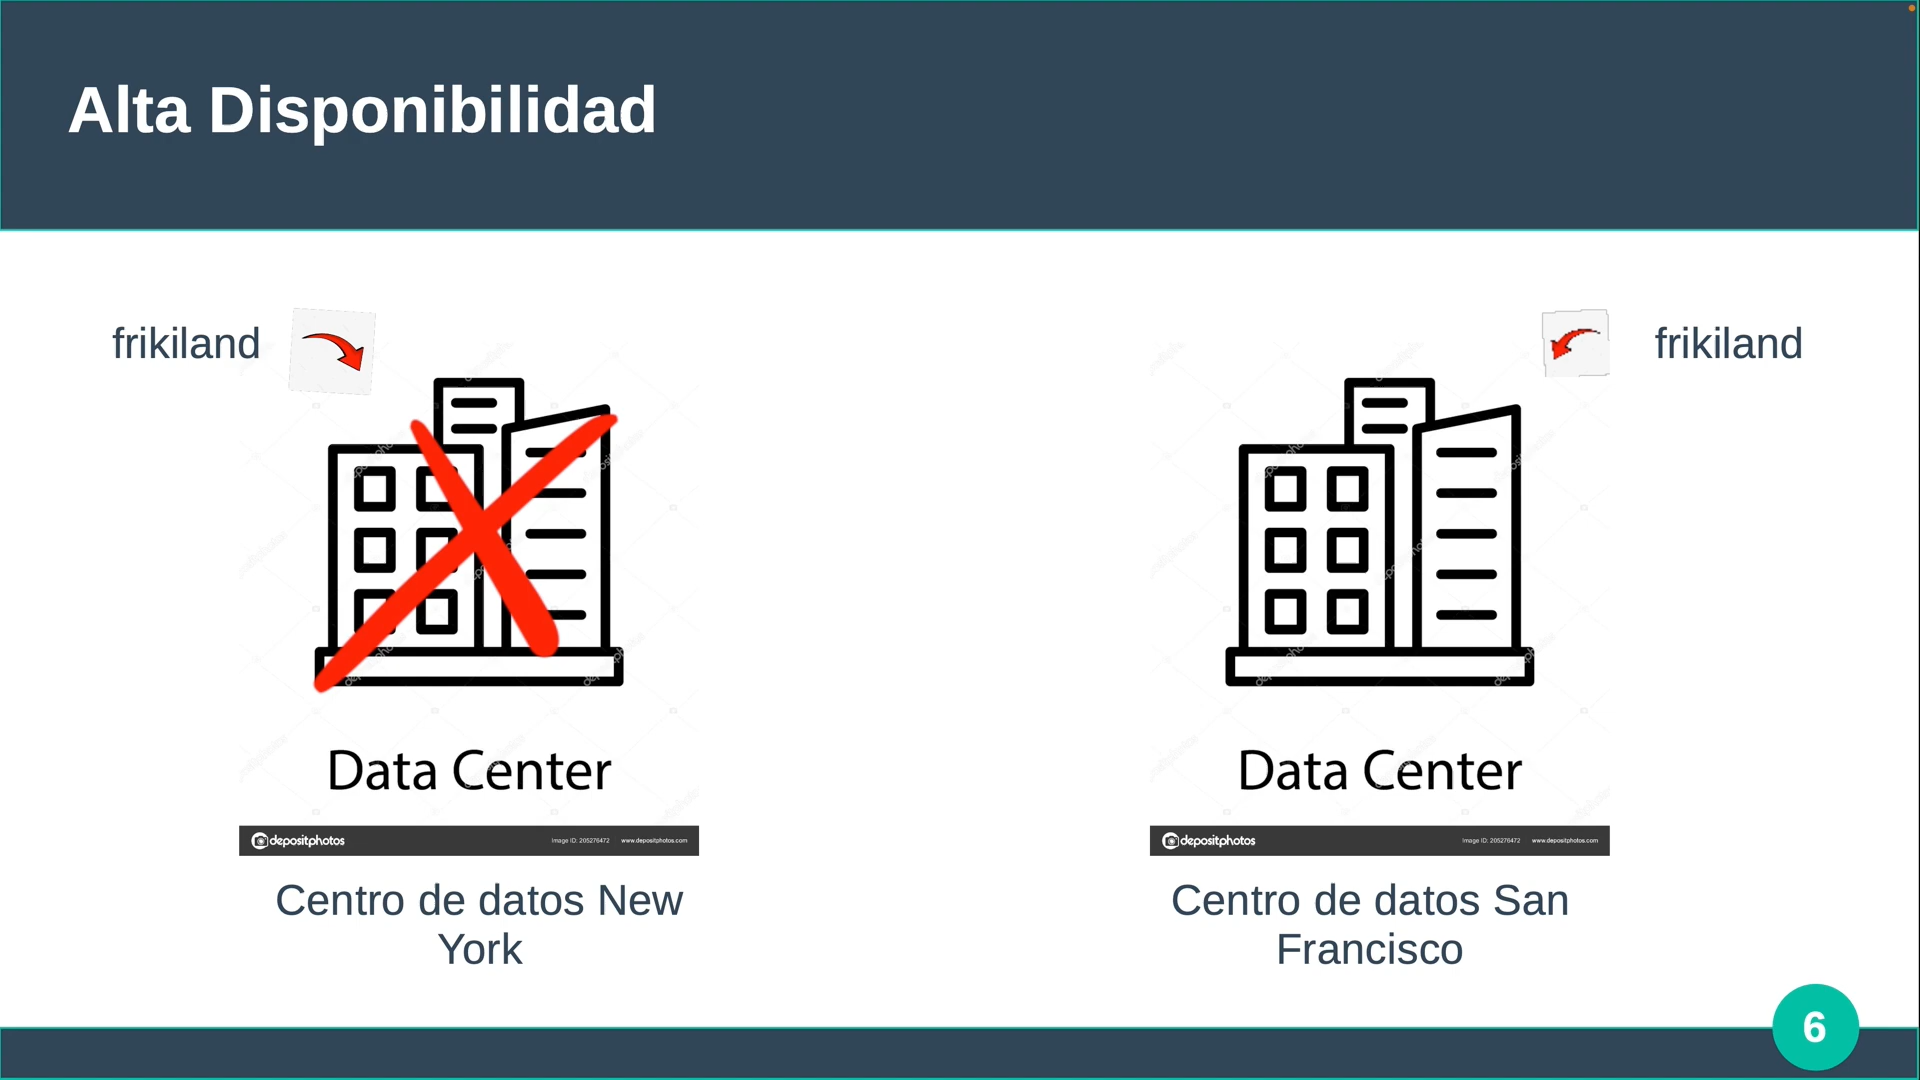 Alta Disponibilidad
frikiland
frikiland
Data Center
Data Center
depositphotos
Image ID: 205276472 www.depositphotos.com
depositphotos
Image ID: 205276472 www.depositphotos.com
Centro de datos New
York
Centro de datos San
Francisco
6